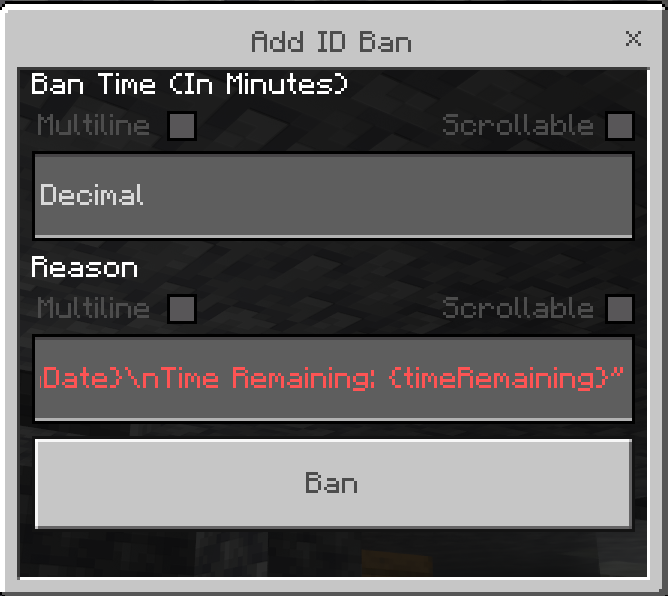 Add ID Ban
Ban Time (In Minutes)
Multiline Scrollable
Decimal
Reason
Multiline Scrollable
Date}\nTime Remaining: {timeRemaining}"
Ban